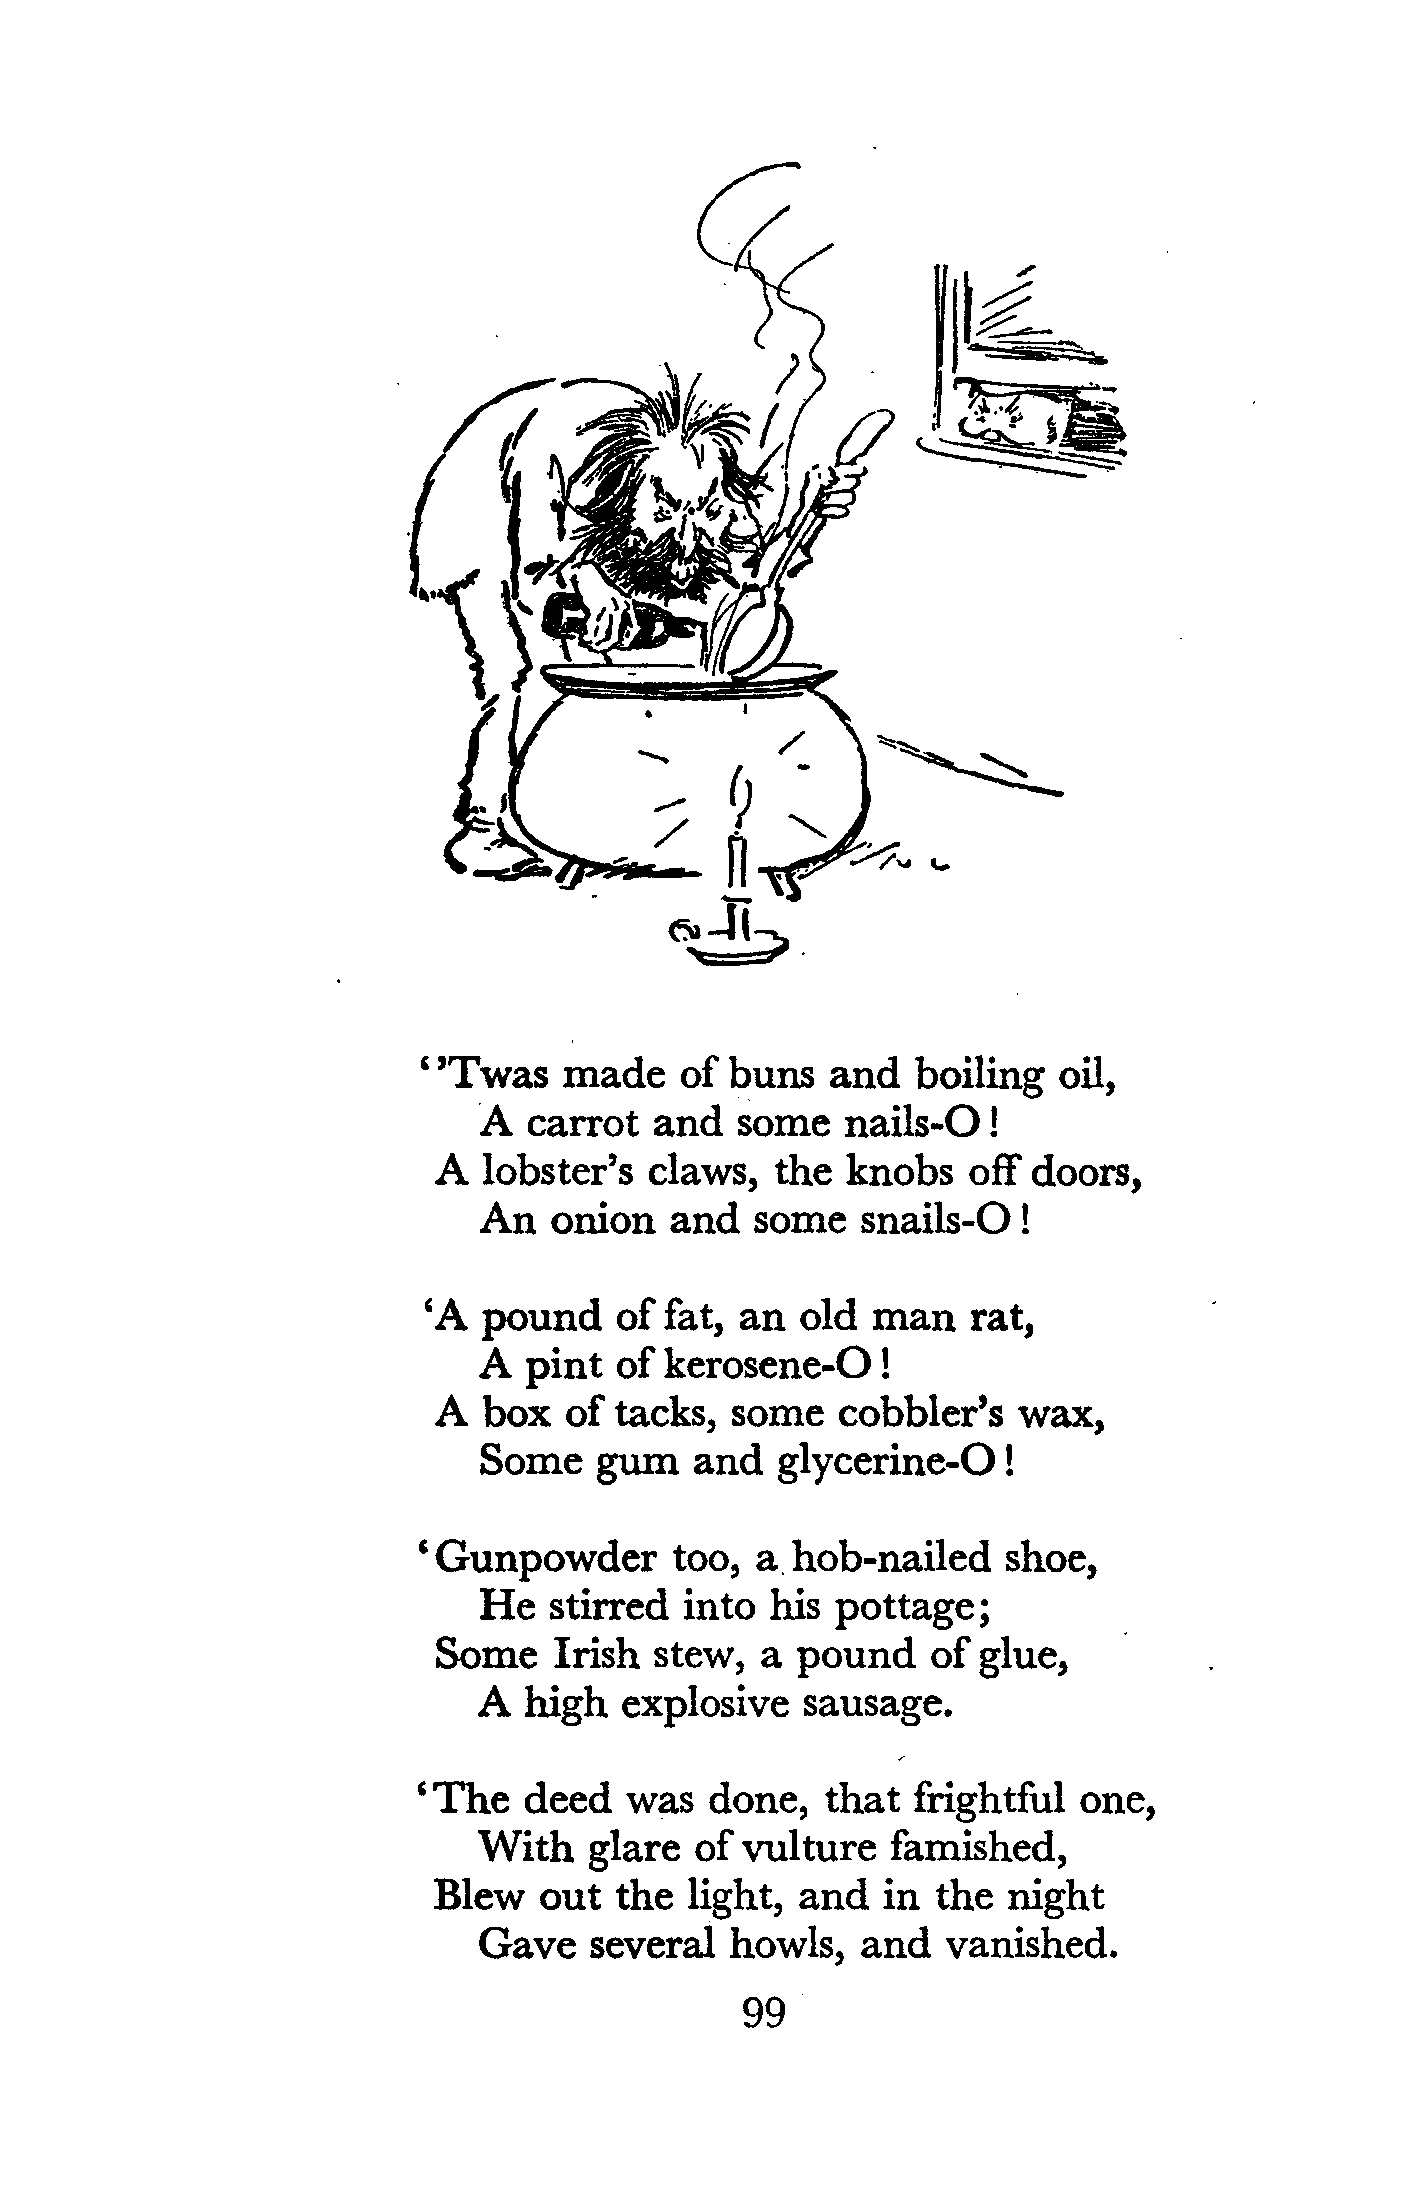 ‘’Twas made of buns and boiling oil,
A carrot and some nails-O!
A lobster’s claws, the knobs off doors,
An onion and some snails-O!
‘A pound of fat, an old man rat,
A pint of kerosene-O!
A box of tacks, some cobbler’s wax,
Some gum and glycerine-O!
‘Gunpowder too, a hob-nailed shoe,
He stirred into his pottage;
Some Irish stew, a pound of glue,
A high explosive sausage.
‘The deed was done, that frightful one,
With glare of vulture famished,
Blew out the light, and in the night
Gave several howls, and vanished.
99